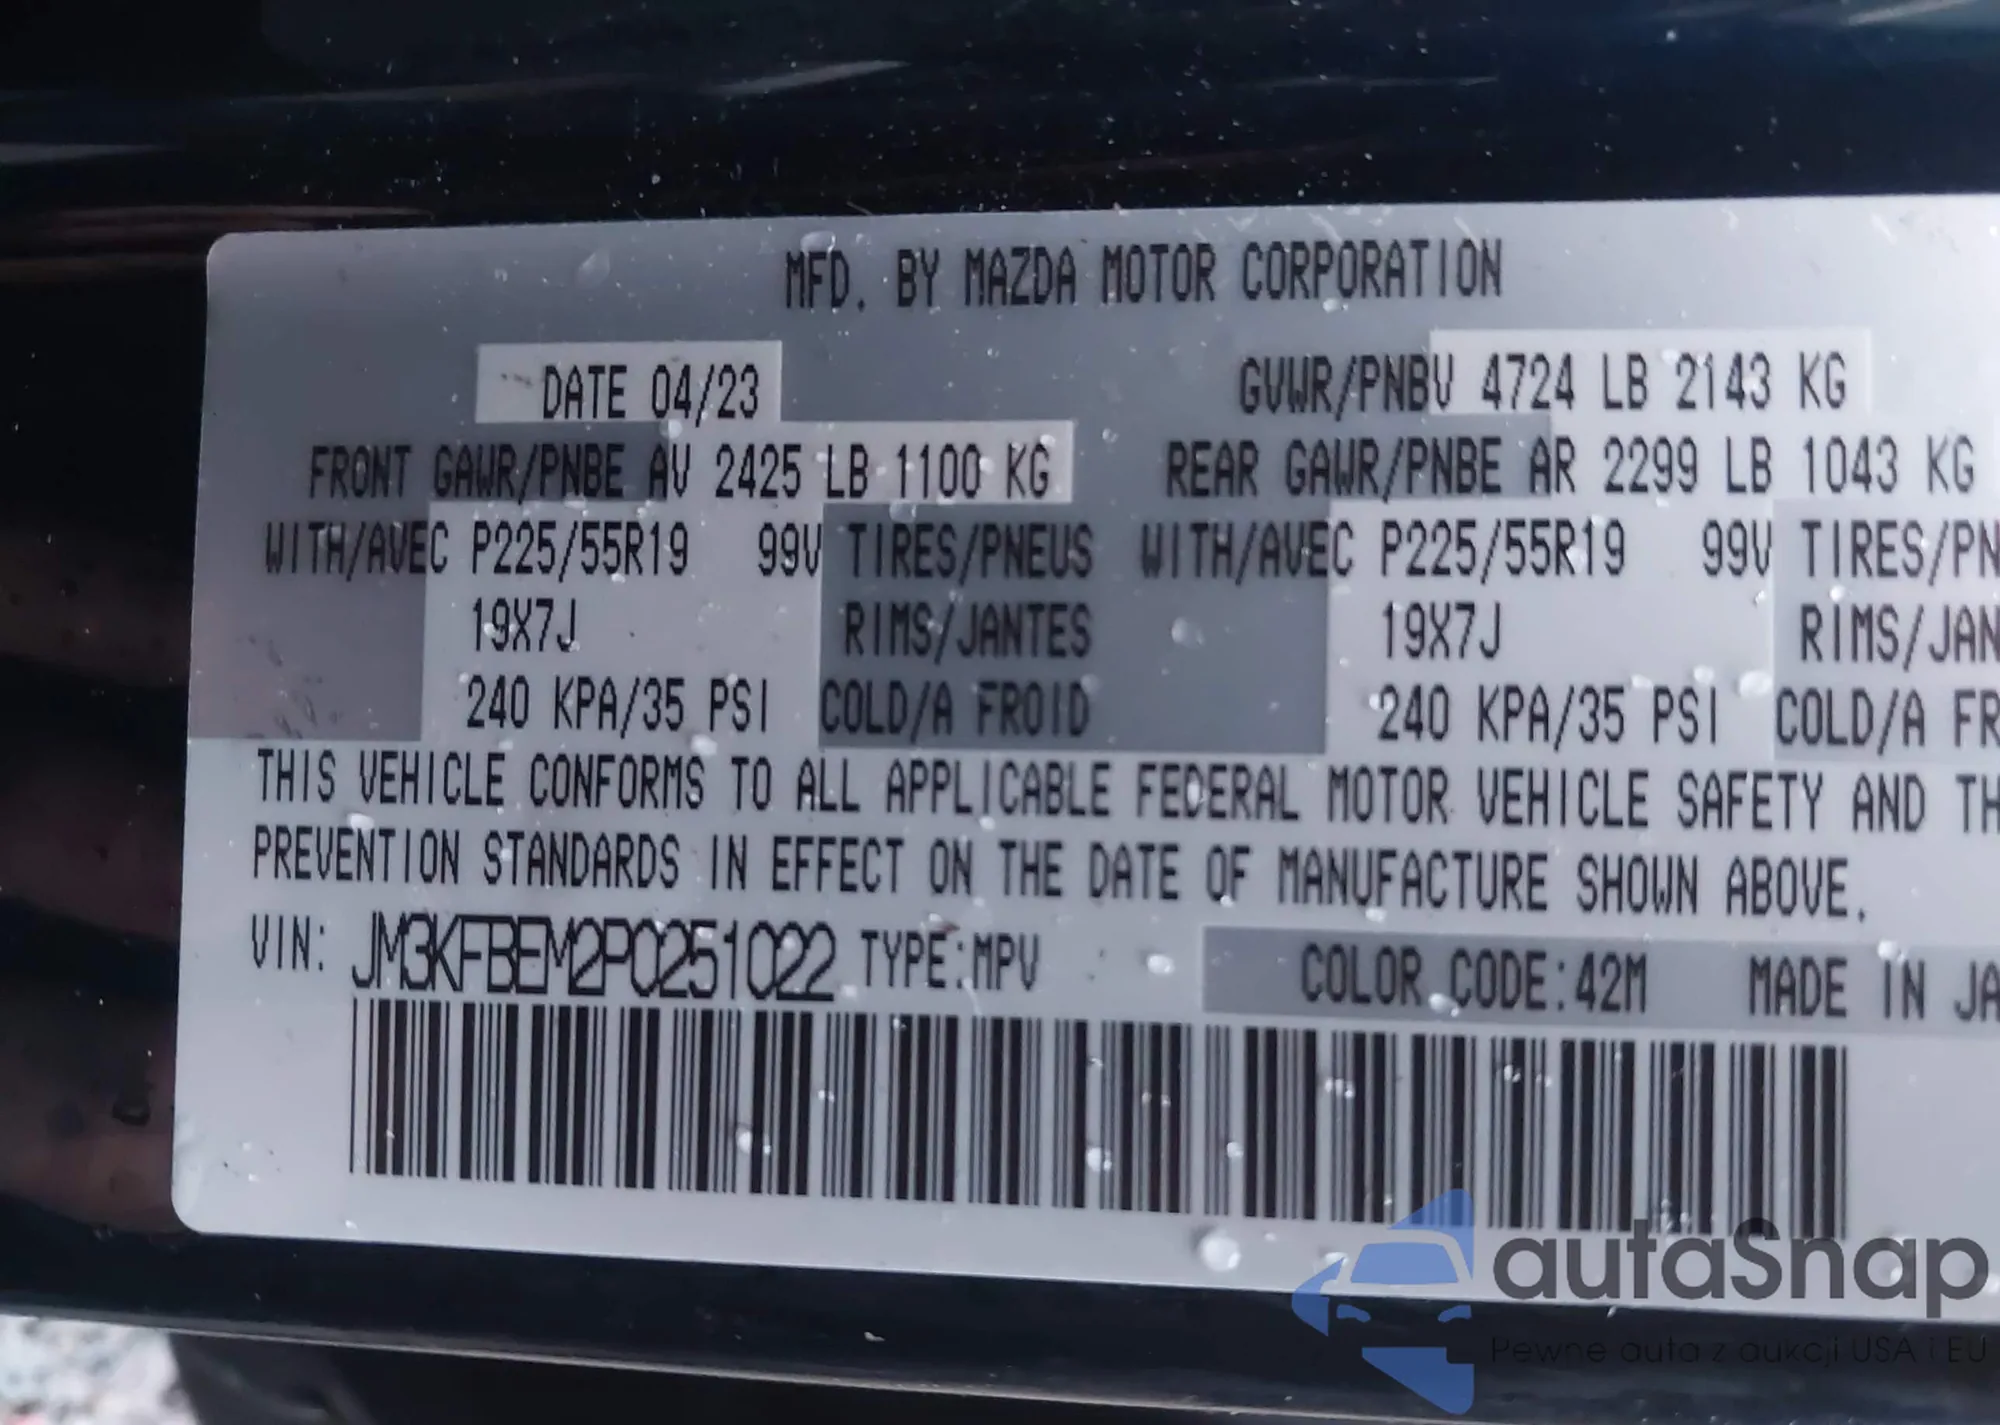 MFD. BY MAZDA MOTOR CORPORATION
DATE 04/23 GVWR/PNBV 4724 LB 2143 KG
FRONT GAWR/PNBE AV 2425 LB 1100 KG REAR GAWR/PNBE AR 2299 LB 1043 KG
WITH/AVEC P225/55R19 99V TIRES/PNEUS WITH/AVEC P225/55R19 99V TIRES/PN
19X7J RIMS/JANTES 19X7J RIMS/JAN
240 KPA/35 PSI COLD/A FROID 240 KPA/35 PSI COLD/A FR
THIS VEHICLE CONFORMS TO ALL APPLICABLE FEDERAL MOTOR VEHICLE SAFETY AND TH
PREVENTION STANDARDS IN EFFECT ON THE DATE OF MANUFACTURE SHOWN ABOVE.
VIN: JM3KFBEM2P0251022 TYPE:MPV COLOR CODE:42M MADE IN JA
autaSnap
Pewne auta z aukcji USA i EU